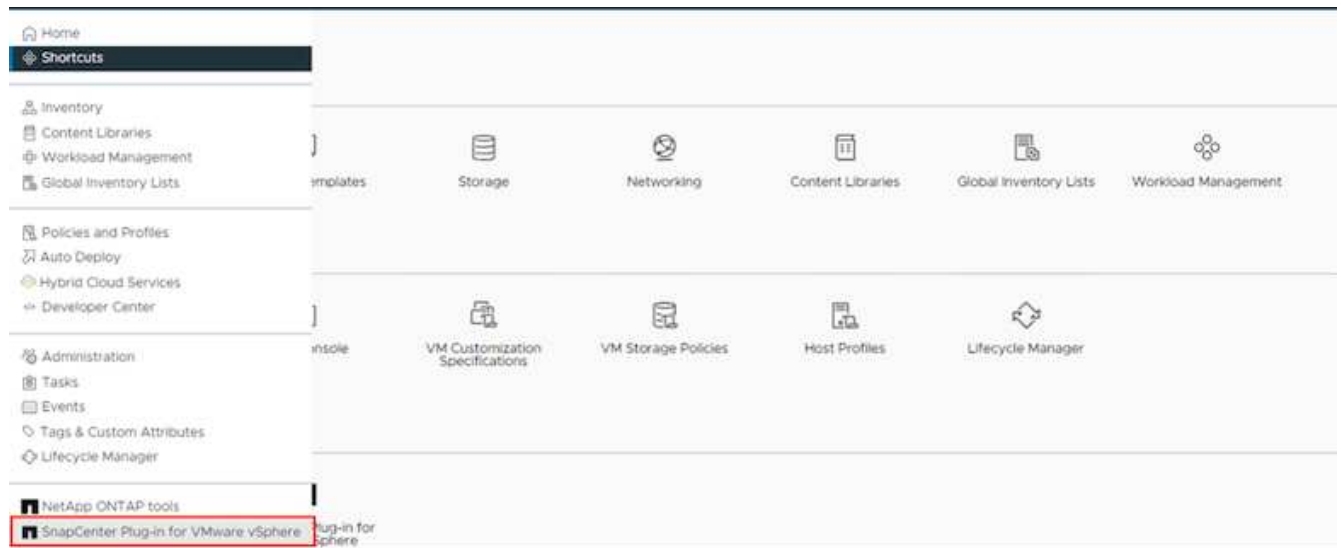 Home
Shortcuts
Inventory
Content Libraries
Workload Management
Global Inventory Lists
Policies and Profiles
Auto Deploy
Hybrid Cloud Services
Developer Center
Administration
Tasks
Events
Tags & Custom Attributes
Lifecycle Manager
NetApp ONTAP tools
SnapCenter Plug-in for VMware vSphere
emplates
Storage
Networking
Content Libraries
Global Inventory Lists
Workload Management
onsole
VM Customization
Specifications
VM Storage Policies
Host Profiles
Lifecycle Manager
Plug-in for
Sphere